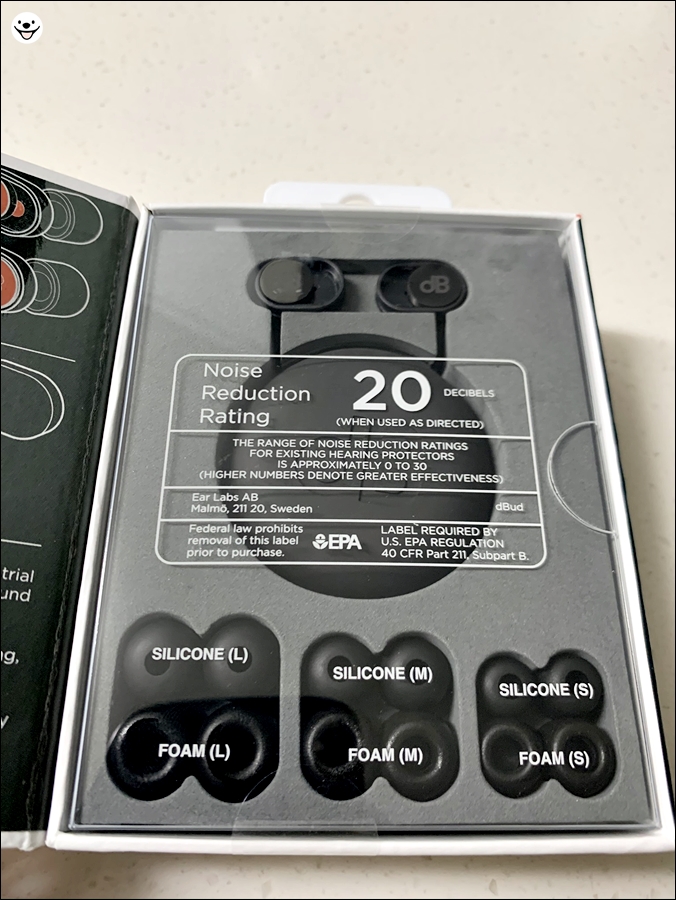 dB
Noise
Reduction
Rating
20 DECIBELS
(WHEN USED AS DIRECTED)
THE RANGE OF NOISE REDUCTION RATINGS
FOR EXISTING HEARING PROTECTORS
IS APPROXIMATELY 0 TO 30
(HIGHER NUMBERS DENOTE GREATER EFFECTIVENESS)
Ear Labs AB
Malmö, 211 20, Sweden
dBud
Federal law prohibits
removal of this label
prior to purchase.
EPA
LABEL REQUIRED BY
U.S. EPA REGULATION
40 CFR Part 211, Subpart B.
SILICONE (L)
SILICONE (M)
SILICONE (S)
FOAM (L)
FOAM (M)
FOAM (S)